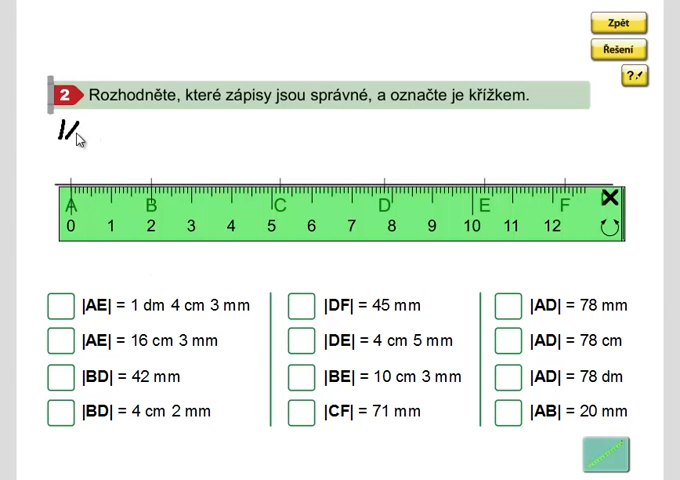 Zpět
Řešení
?
2 Rozhodněte, které zápisy jsou správné, a označte je křížkem.
A B C D E F
0 1 2 3 4 5 6 7 8 9 10 11 12
|AE| = 1 dm 4 cm 3 mm
|AE| = 16 cm 3 mm
|BD| = 42 mm
|BD| = 4 cm 2 mm
|DF| = 45 mm
|DE| = 4 cm 5 mm
|BE| = 10 cm 3 mm
|CF| = 71 mm
|AD| = 78 mm
|AD| = 78 cm
|AD| = 78 dm
|AB| = 20 mm